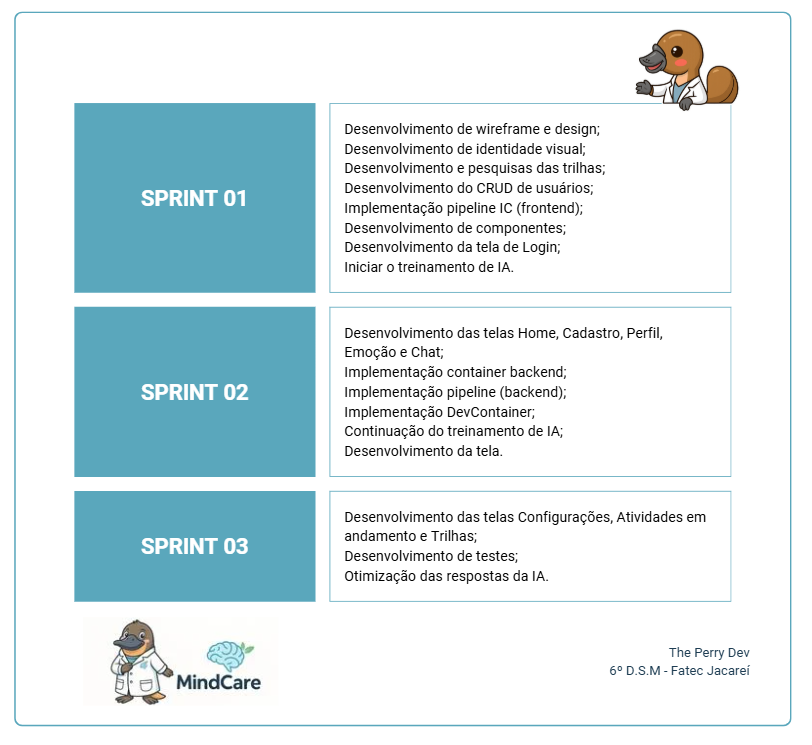 SPRINT 01
Desenvolvimento de wireframe e design;
Desenvolvimento de identidade visual;
Desenvolvimento e pesquisas das trilhas;
Desenvolvimento do CRUD de usuários;
Implementação pipeline IC (frontend);
Desenvolvimento de componentes;
Desenvolvimento da tela de Login;
Iniciar o treinamento de IA.
SPRINT 02
Desenvolvimento das telas Home, Cadastro, Perfil,
Emoção e Chat;
Implementação container backend;
Implementação pipeline (backend);
Implementação DevContainer;
Continuação do treinamento de IA;
Desenvolvimento da tela.
SPRINT 03
Desenvolvimento das telas Configurações, Atividades em
andamento e Trilhas;
Desenvolvimento de testes;
Otimização das respostas da IA.
MindCare
The Perry Dev
6º D.S.M - Fatec Jacareí